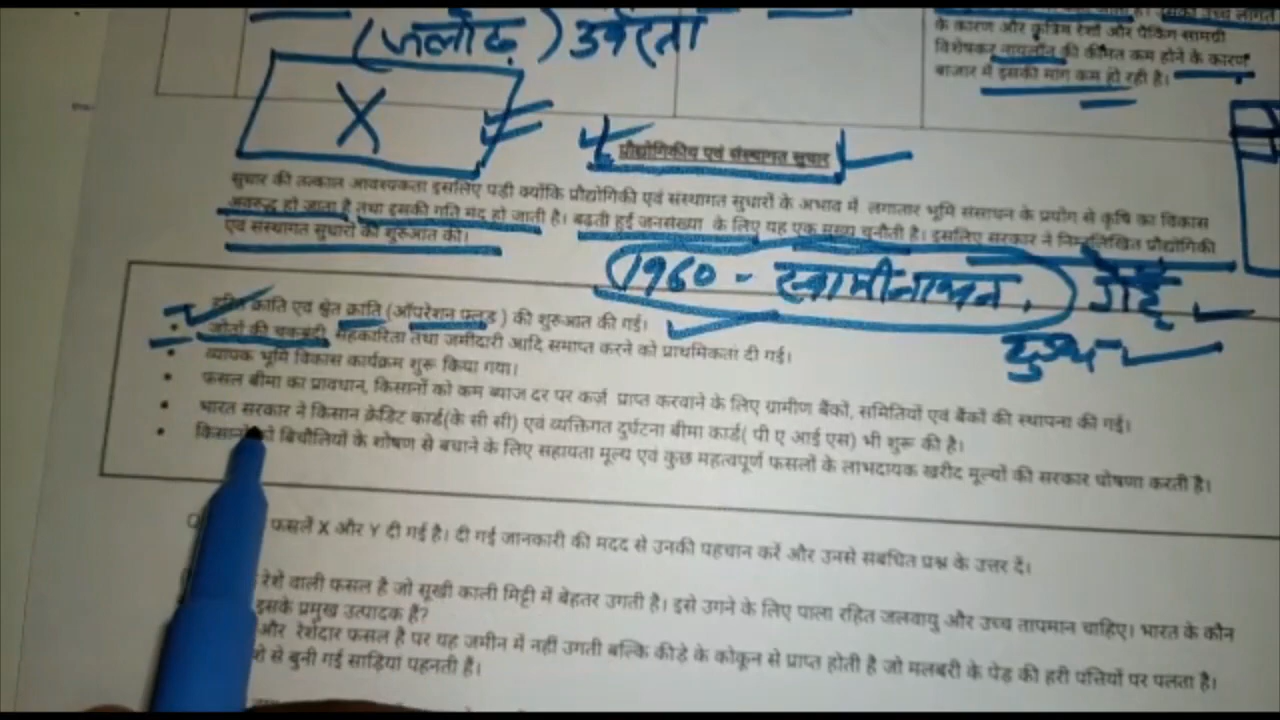 (जलोढ़) उर्वरता
के कारण और कृत्रिम रेशों और पैकिंग सामग्री
विशेषकर नायलॉन की कीमत कम होने के कारण
बाजार में इसकी मांग कम हो रही है।
X
प्रौद्योगिकीय एवं संस्थागत सुधार
सुधार की तत्काल आवश्यकता इसलिए पड़ी क्योंकि प्रौद्योगिकी एवं संस्थागत सुधारों के अभाव में लगातार भूमि संसाधन के प्रयोग से कृषि का विकास
अवरुद्ध हो जाता है तथा इसकी गति मंद हो जाती है। बढ़ती हुई जनसंख्या के लिए यह एक मुख्य चुनौती है। इसलिए सरकार ने निम्नलिखित प्रौद्योगिकी
एवं संस्थागत सुधारों की शुरुआत की।
(1960 - स्वामीनाथन) गेहूं
दुग्ध
हरित क्रांति एवं श्वेत क्रांति (ऑपरेशन फ्लड) की शुरुआत की गई।
जोतों की चकबंदी, सहकारिता तथा जमींदारी आदि समाप्त करने को प्राथमिकता दी गई।
व्यापक भूमि विकास कार्यक्रम शुरू किया गया।
फसल बीमा का प्रावधान, किसानों को कम ब्याज दर पर कर्ज़ प्राप्त करवाने के लिए ग्रामीण बैंकों, समितियों एवं बैंकों की स्थापना की गई।
भारत सरकार ने किसान क्रेडिट कार्ड(के सी सी) एवं व्यक्तिगत दुर्घटना बीमा कार्ड( पी ए आई एस) भी शुरू की है।
किसानों को बिचौलियों के शोषण से बचाने के लिए सहायता मूल्य एवं कुछ महत्वपूर्ण फसलों के लाभदायक खरीद मूल्यों की सरकार घोषणा करती है।
फसलें X और Y दी गई है। दी गई जानकारी की मदद से उनकी पहचान करें और उनसे संबंधित प्रश्न के उत्तर दें।
रेशे वाली फसल है जो सूखी काली मिट्टी में बेहतर उगती है। इसे उगने के लिए पाला रहित जलवायु और उच्च तापमान चाहिए। भारत के कौन
इसके प्रमुख उत्पादक हैं?
और रेशेदार फसल है पर यह जमीन में नहीं उगती बल्कि कीड़े के कोकून से प्राप्त होती है जो मलबरी के पेड़ की हरी पत्तियों पर पलता है।
से बुनी गई साड़ियां पहनती हैं।